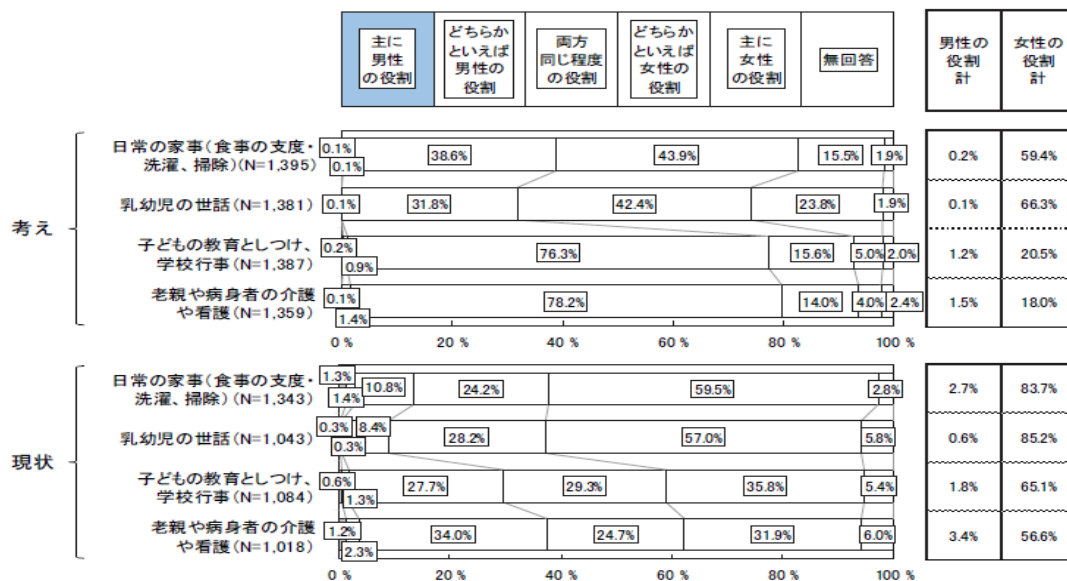 主に
男性
の役割
どちらか
といえば
男性の
役割
両方
同じ程度
の役割
どちらか
といえば
女性の
役割
主に
女性
の役割
無回答
男性の
役割
計
女性の
役割
計
考え
日常の家事(食事の支度・
洗濯、掃除)(N=1,395)
0.1%
0.1%
38.6%
43.9%
15.5%
1.9%
0.2%
59.4%
乳幼児の世話(N=1,381)
0.1%
31.8%
42.4%
23.8%
1.9%
0.1%
66.3%
子どもの教育としつけ、
学校行事(N=1,387)
0.2%
0.9%
76.3%
15.6%
5.0%
2.0%
1.2%
20.5%
老親や病身者の介護
や看護(N=1,359)
0.1%
1.4%
78.2%
14.0%
4.0%
2.4%
1.5%
18.0%
0 %
20 %
40 %
60 %
80 %
100 %
現状
日常の家事(食事の支度・
洗濯、掃除)(N=1,343)
1.3%
1.4%
10.8%
24.2%
59.5%
2.8%
2.7%
83.7%
乳幼児の世話(N=1,043)
0.3%
0.3%
8.4%
28.2%
57.0%
5.8%
0.6%
85.2%
子どもの教育としつけ、
学校行事(N=1,084)
0.6%
1.3%
27.7%
29.3%
35.8%
5.4%
1.8%
65.1%
老親や病身者の介護
や看護(N=1,018)
1.2%
2.3%
34.0%
24.7%
31.9%
6.0%
3.4%
56.6%
0 %
20 %
40 %
60 %
80 %
100 %